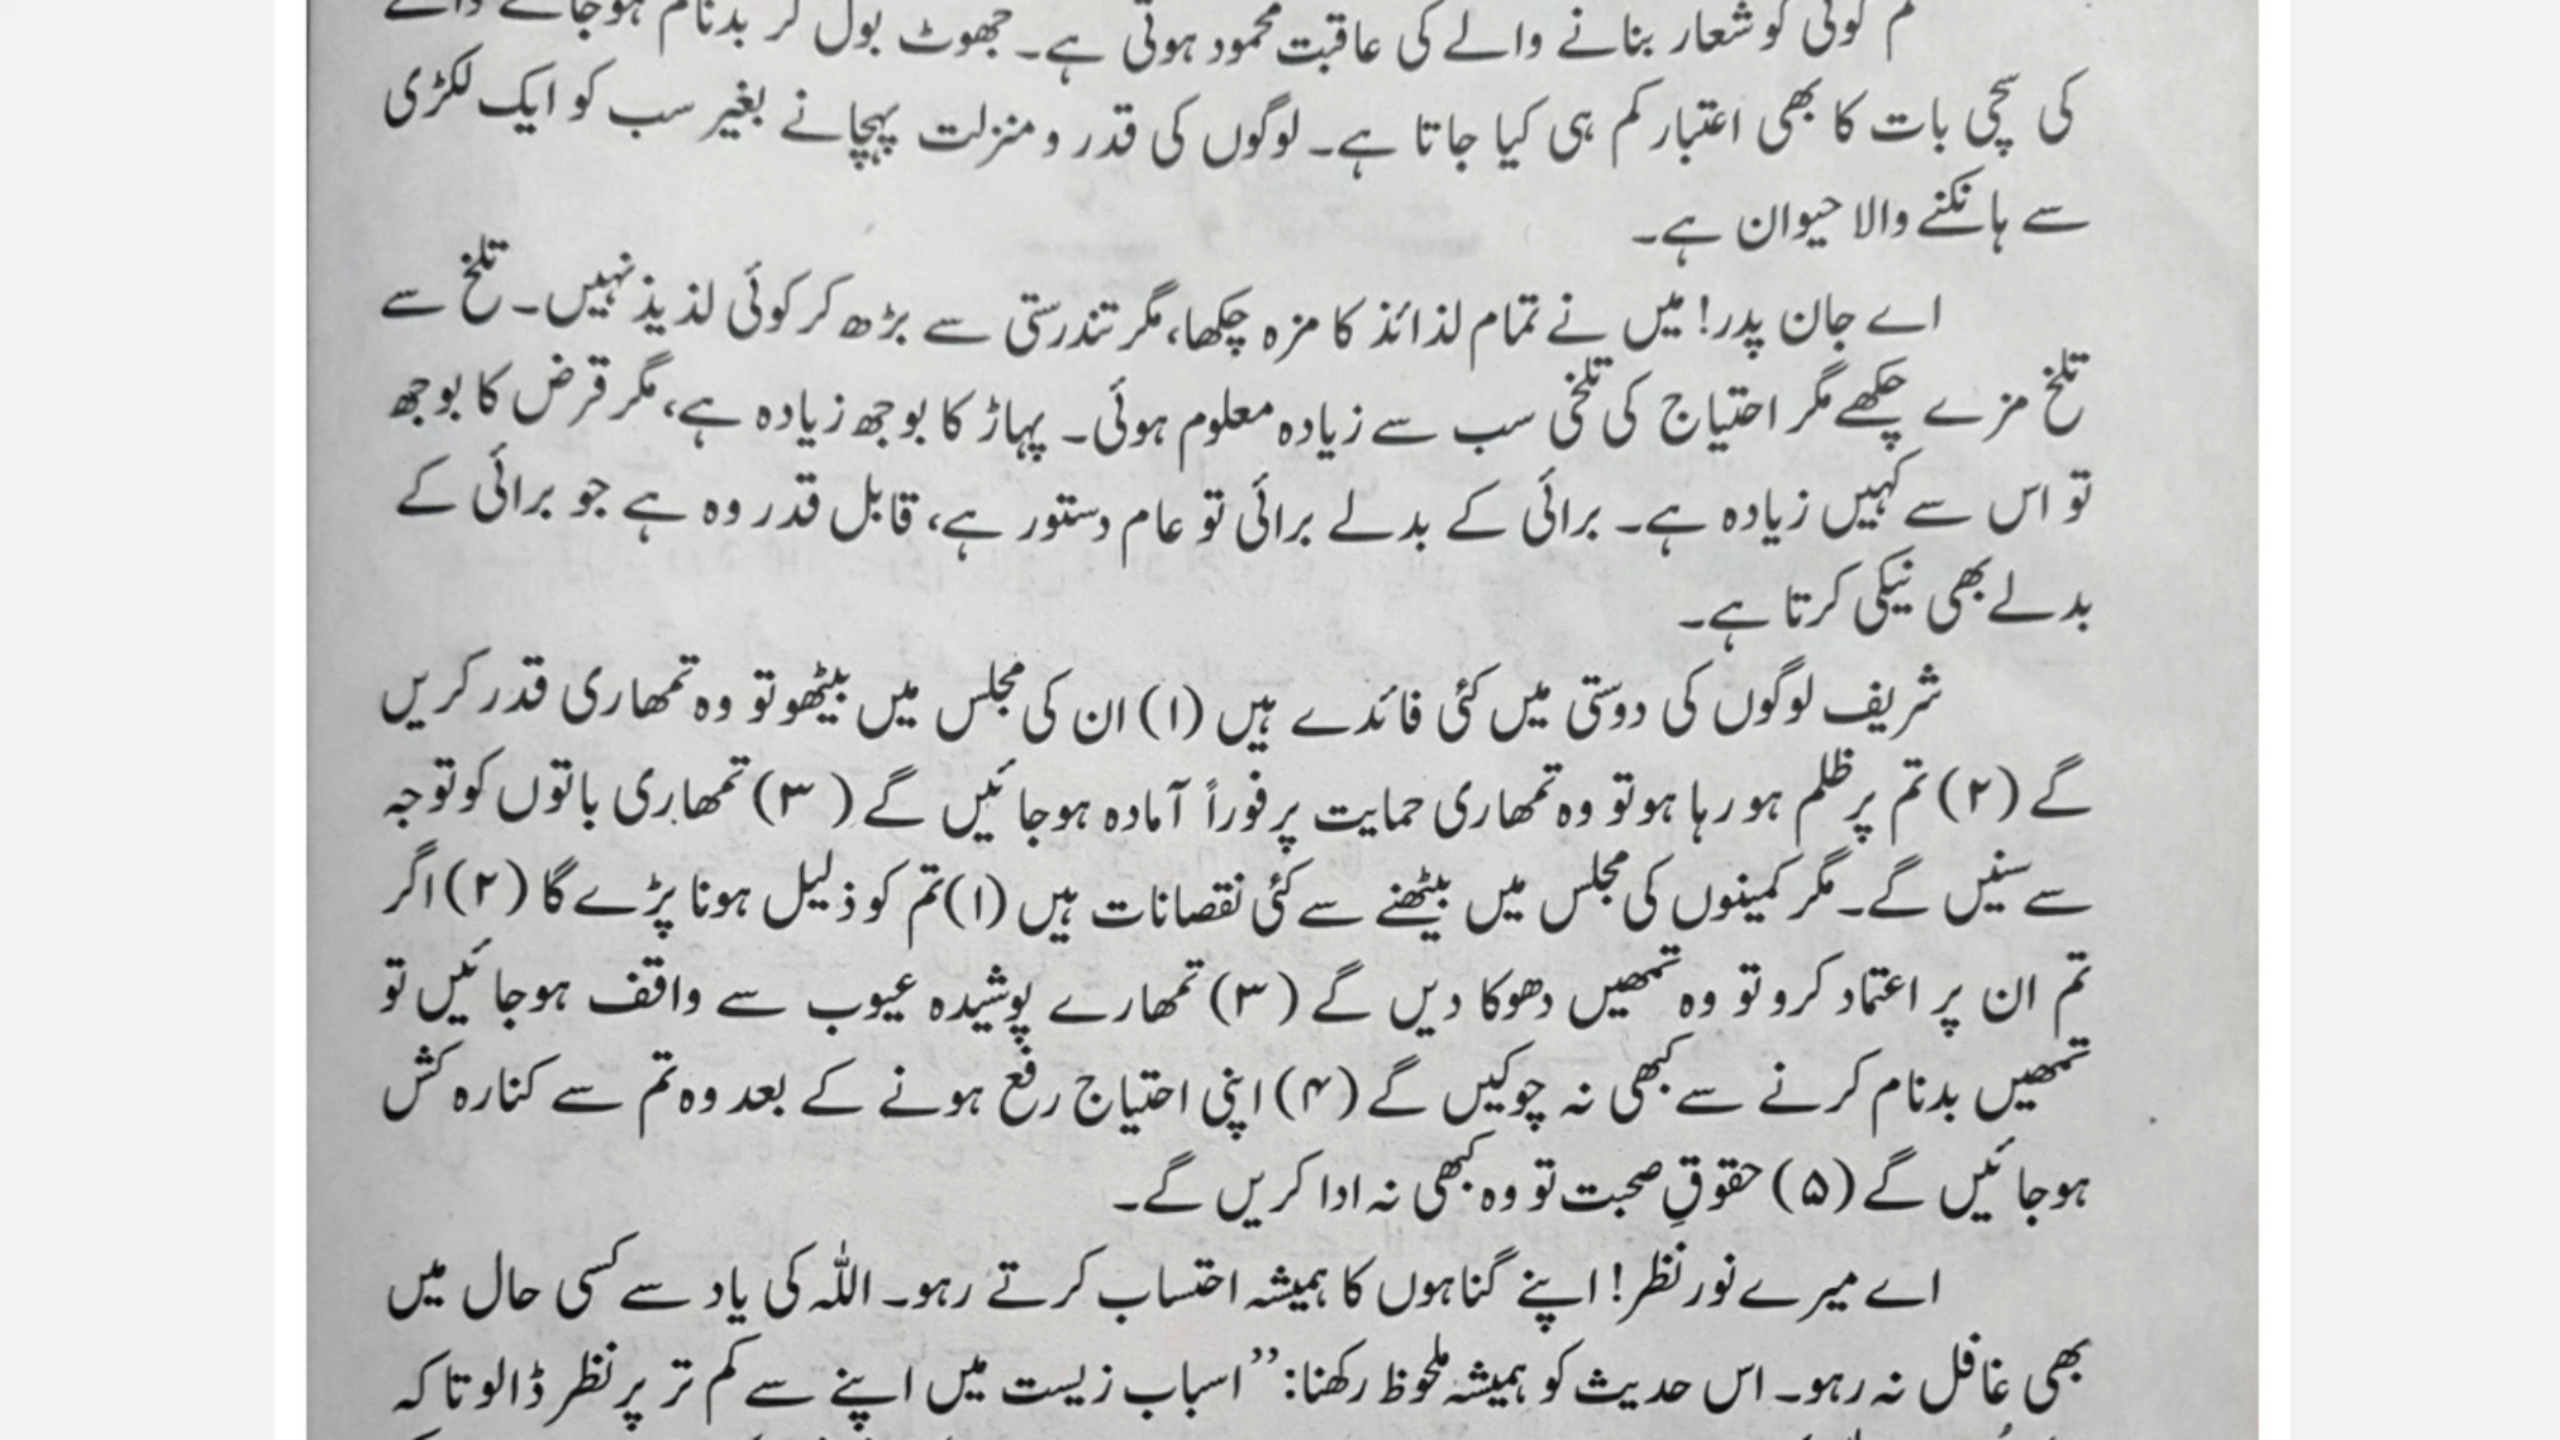 کم گوئی کو شعار بنانے والے کی عاقبت محمود ہوتی ہے۔ جھوٹ بول کر بدنام ہوجانے والے
کی سچی بات کا بھی اعتبار کم ہی کیا جاتا ہے۔ لوگوں کی قدر و منزلت پہچانے بغیر سب کو ایک لکڑی
سے ہانکنے والا حیوان ہے۔
اے جان پدر! میں نے تمام لذائذ کا مزہ چکھا، مگر تندرستی سے بڑھ کر کوئی لذیذ نہیں۔ تلخ سے
تلخ مزے چکھے مگر احتیاج کی تلخی سب سے زیادہ معلوم ہوئی۔ پہاڑ کا بوجھ زیادہ ہے، مگر قرض کا بوجھ
تو اس سے کہیں زیادہ ہے۔ برائی کے بدلے برائی تو عام دستور ہے، قابل قدر وہ ہے جو برائی کے
بدلے بھی نیکی کرتا ہے۔
شریف لوگوں کی دوستی میں کئی فائدے ہیں (۱) ان کی مجلس میں بیٹھو تو وہ تمھاری قدر کریں
گے (۲) تم پر ظلم ہو رہا ہو تو وہ تمھاری حمایت پر فوراً آمادہ ہوجائیں گے (۳) تمھاری باتوں کو توجہ
سے سنیں گے۔ مگر کمینوں کی مجلس میں بیٹھنے سے کئی نقصانات ہیں (۱) تم کو ذلیل ہونا پڑے گا (۲) اگر
تم ان پر اعتماد کرو تو وہ تمھیں دھوکا دیں گے (۳) تمھارے پوشیدہ عیوب سے واقف ہوجائیں تو
تمھیں بدنام کرنے سے کبھی نہ چوکیں گے (۴) اپنی احتیاج رفع ہونے کے بعد وہ تم سے کنارہ کش
ہوجائیں گے (۵) حقوقِ صحبت تو وہ کبھی نہ ادا کریں گے۔
اے میرے نور نظر! اپنے گناہوں کا ہمیشہ احتساب کرتے رہو۔ اللہ کی یاد سے کسی حال میں
بھی غافل نہ رہو۔ اس حدیث کو ہمیشہ ملحوظ رکھنا: ’’اسباب زیست میں اپنے سے کم تر پر نظر ڈالو تاکہ